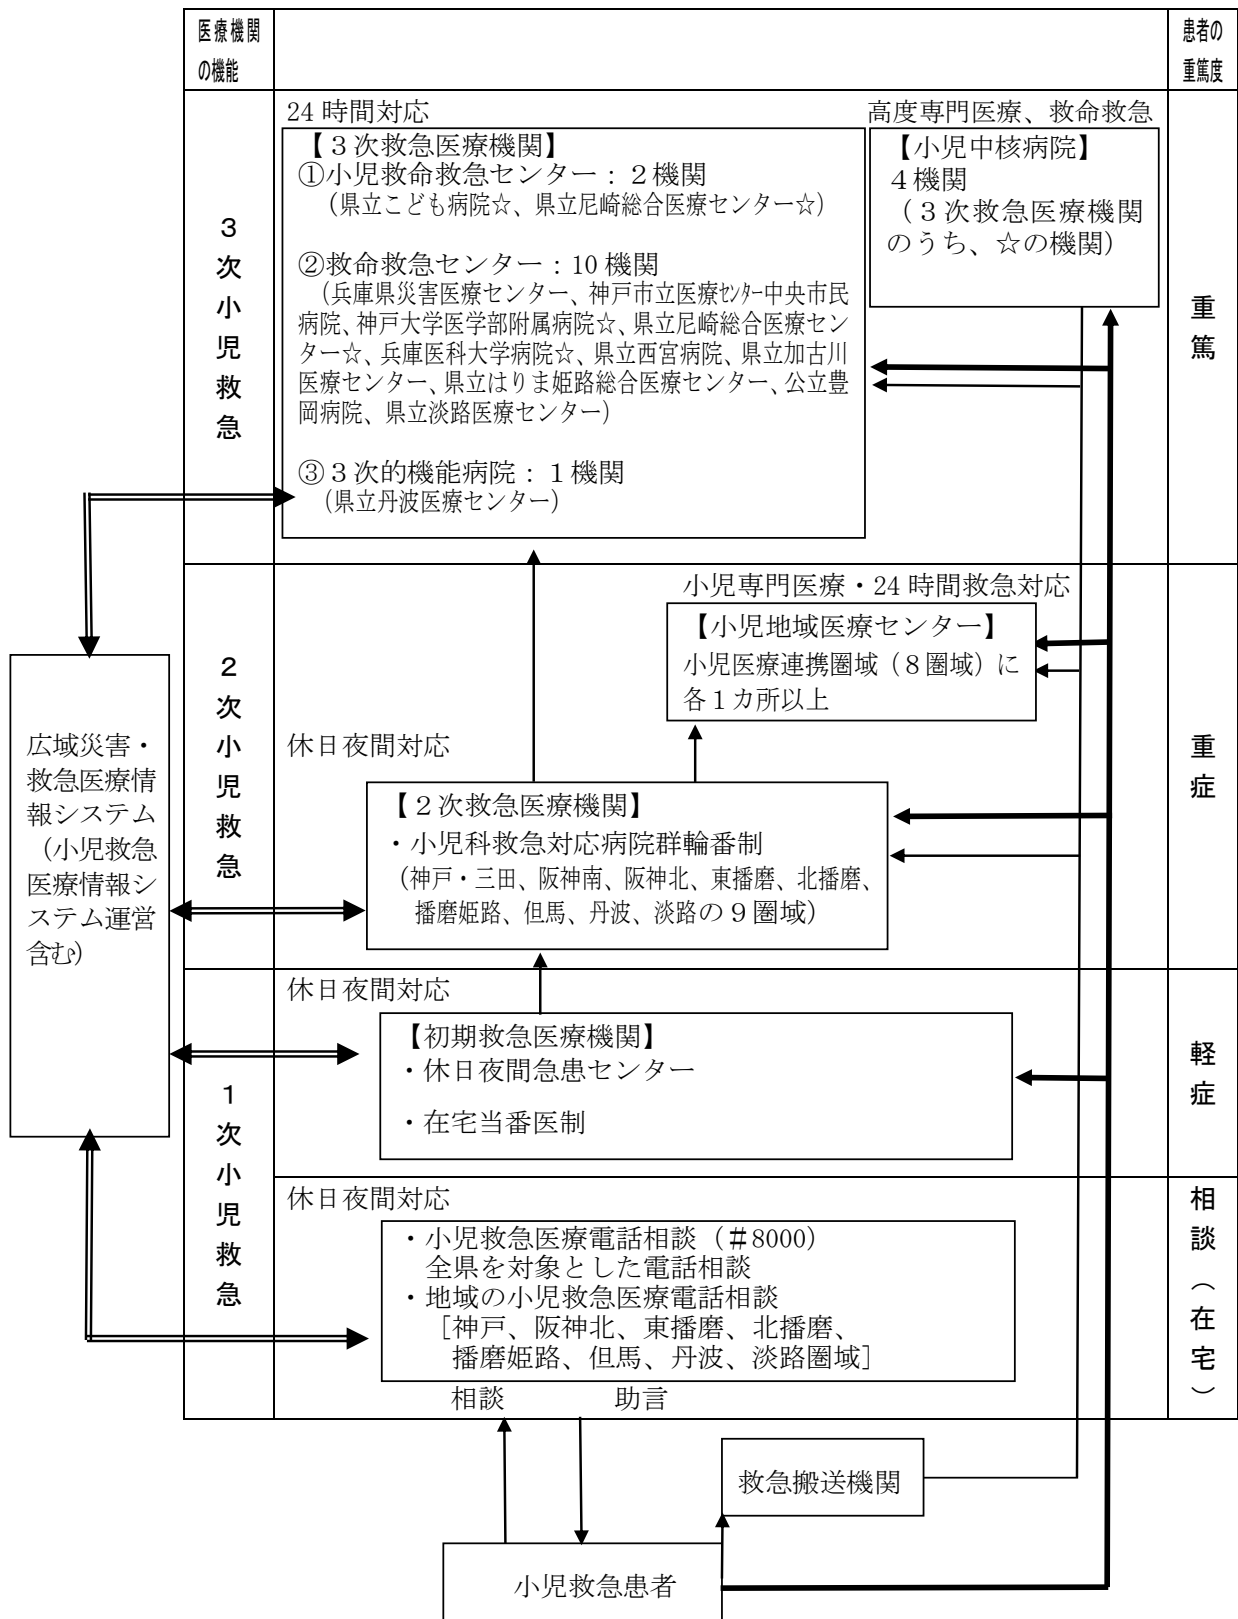 医療機関
の機能
患者の
重篤度
3次小児救急
24時間対応
【3次救急医療機関】
①小児救命救急センター:2機関
(県立こども病院☆、県立尼崎総合医療センター☆)
②救命救急センター:10機関
(兵庫県災害医療センター、神戸市立医療センター中央市民
病院、神戸大学医学部附属病院☆、県立尼崎総合医療セン
ター☆、兵庫医科大学病院☆、県立西宮病院、県立加古川
医療センター、県立はりま姫路総合医療センター、公立豊
岡病院、県立淡路医療センター)
③3次的機能病院:1機関
(県立丹波医療センター)
高度専門医療、救命救急
【小児中核病院】
4機関
(3次救急医療機関
のうち、☆の機関)
重篤
2次小児救急
小児専門医療・24時間救急対応
【小児地域医療センター】
小児医療連携圏域(8圏域)に
各1カ所以上
休日夜間対応
【2次救急医療機関】
・小児科救急対応病院群輪番制
(神戸・三田、阪神南、阪神北、東播磨、北播磨、
播磨姫路、但馬、丹波、淡路の9圏域)
重症
広域災害・
救急医療情
報システム
(小児救急
医療情報シ
ステム運営
含む)
1次小児救急
休日夜間対応
【初期救急医療機関】
・休日夜間急患センター
・在宅当番医制
軽症
休日夜間対応
・小児救急医療電話相談(#8000)
全県を対象とした電話相談
・地域の小児救急医療電話相談
[神戸、阪神北、東播磨、北播磨、
播磨姫路、但馬、丹波、淡路圏域]
相談(在宅)
相談 助言
救急搬送機関
小児救急患者